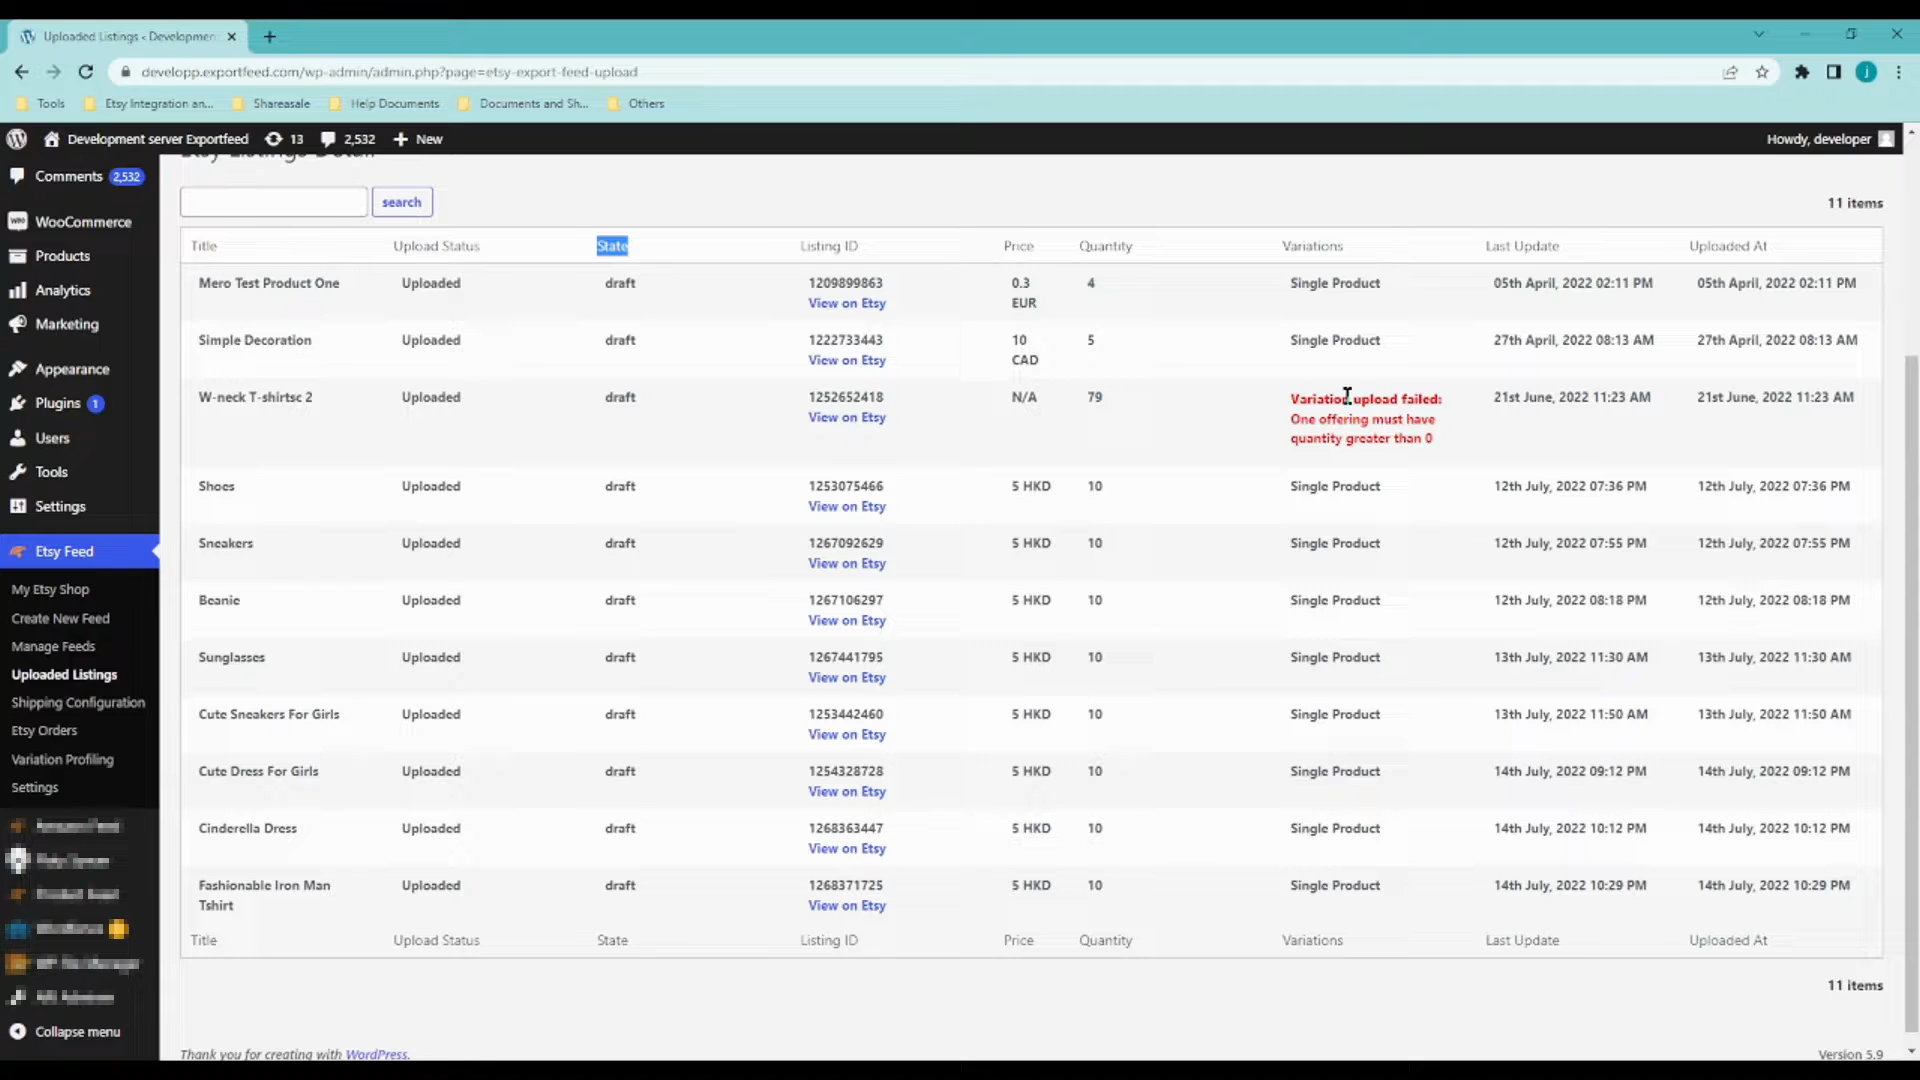 Uploaded Listings < Developmen
developp.exportfeed.com/wp-admin/admin.php?page=etsy-export-feed-upload
j
Tools
Etsy Integration an...
Shareasale
Help Documents
Documents and Sh...
Others
Development server Exportfeed
13
2,532
New
Howdy, developer
Comments 2,532
WooCommerce
Products
Analytics
Marketing
Appearance
Plugins 1
Users
Tools
Settings
Etsy Feed
My Etsy Shop
Create New Feed
Manage Feeds
Uploaded Listings
Shipping Configuration
Etsy Orders
Variation Profiling
Settings
Collapse menu
Etsy Listings Detail
search
11 items
Title Upload Status State Listing ID Price Quantity Variations Last Update Uploaded At
Mero Test Product One Uploaded draft 1209899863 0.3 4 Single Product 05th April, 2022 02:11 PM 05th April, 2022 02:11 PM
View on Etsy EUR
Simple Decoration Uploaded draft 1222733443 10 5 Single Product 27th April, 2022 08:13 AM 27th April, 2022 08:13 AM
View on Etsy CAD
W-neck T-shirtsc 2 Uploaded draft 1252652418 N/A 79 Variation upload failed: 21st June, 2022 11:23 AM 21st June, 2022 11:23 AM
View on Etsy One offering must have
quantity greater than 0
Shoes Uploaded draft 1253075466 5 HKD 10 Single Product 12th July, 2022 07:36 PM 12th July, 2022 07:36 PM
View on Etsy
Sneakers Uploaded draft 1267092629 5 HKD 10 Single Product 12th July, 2022 07:55 PM 12th July, 2022 07:55 PM
View on Etsy
Beanie Uploaded draft 1267106297 5 HKD 10 Single Product 12th July, 2022 08:18 PM 12th July, 2022 08:18 PM
View on Etsy
Sunglasses Uploaded draft 1267441795 5 HKD 10 Single Product 13th July, 2022 11:30 AM 13th July, 2022 11:30 AM
View on Etsy
Cute Sneakers For Girls Uploaded draft 1253442460 5 HKD 10 Single Product 13th July, 2022 11:50 AM 13th July, 2022 11:50 AM
View on Etsy
Cute Dress For Girls Uploaded draft 1254328728 5 HKD 10 Single Product 14th July, 2022 09:12 PM 14th July, 2022 09:12 PM
View on Etsy
Cinderella Dress Uploaded draft 1268363447 5 HKD 10 Single Product 14th July, 2022 10:12 PM 14th July, 2022 10:12 PM
View on Etsy
Fashionable Iron Man Uploaded draft 1268371725 5 HKD 10 Single Product 14th July, 2022 10:29 PM 14th July, 2022 10:29 PM
Tshirt View on Etsy
Title Upload Status State Listing ID Price Quantity Variations Last Update Uploaded At
11 items
Thank you for creating with WordPress.
Version 5.9